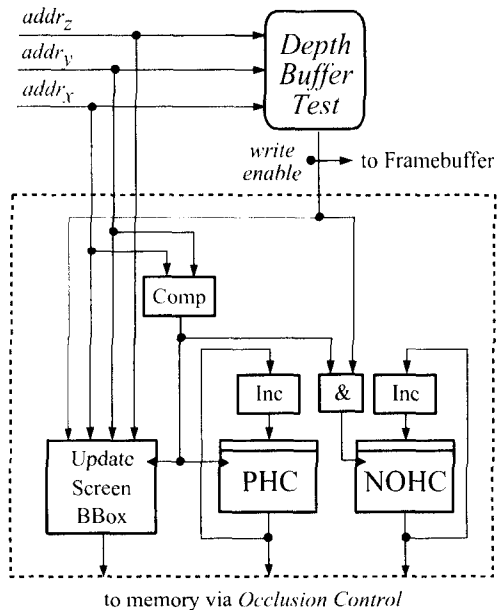 addr_z
addr_y
addr_x
Depth
Buffer
Test
write
enable
to Framebuffer
Comp
Inc
&
Inc
Update
Screen
BBox
PHC
NOHC
to memory via Occlusion Control